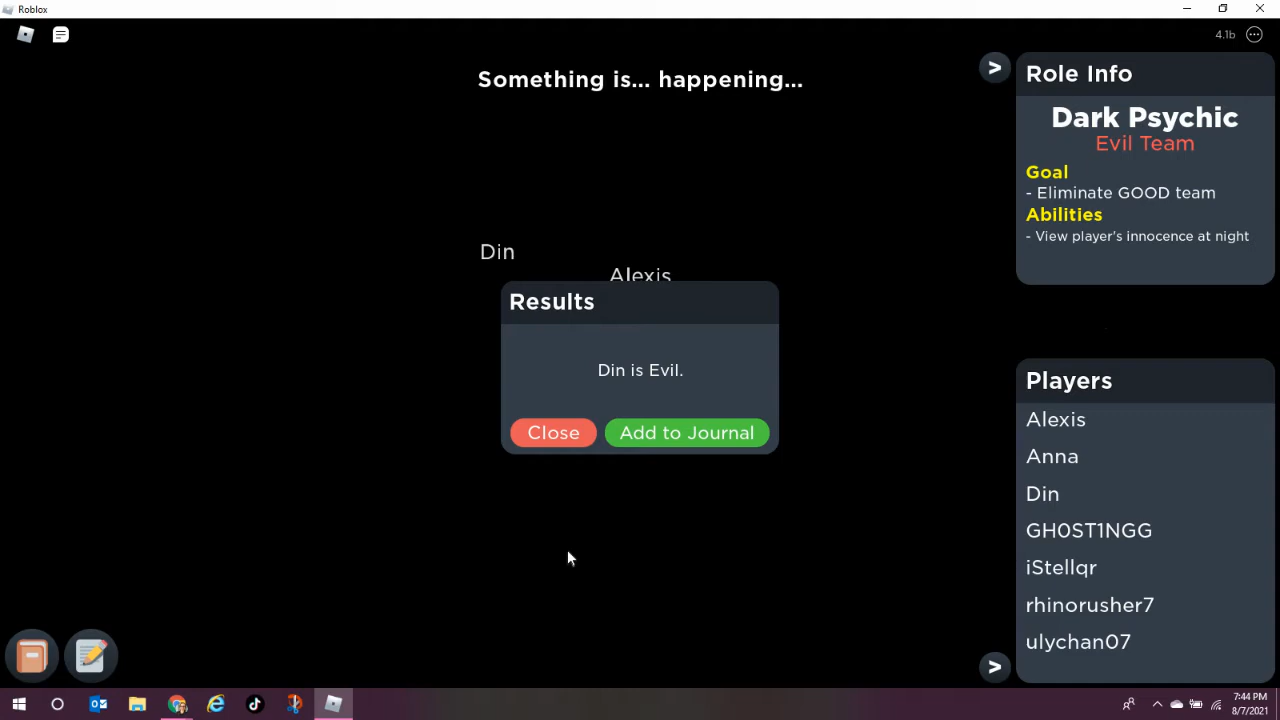 Roblox
4.1b
Something is... happening...
Role Info
Dark Psychic
Evil Team
Goal
- Eliminate GOOD team
Abilities
- View player's innocence at night
Din
Alexis
Results
Din is Evil.
Close
Add to Journal
Players
Alexis
Anna
Din
GH0ST1NGG
iStellqr
rhinorusher7
ulychan07
7:44 PM
8/7/2021